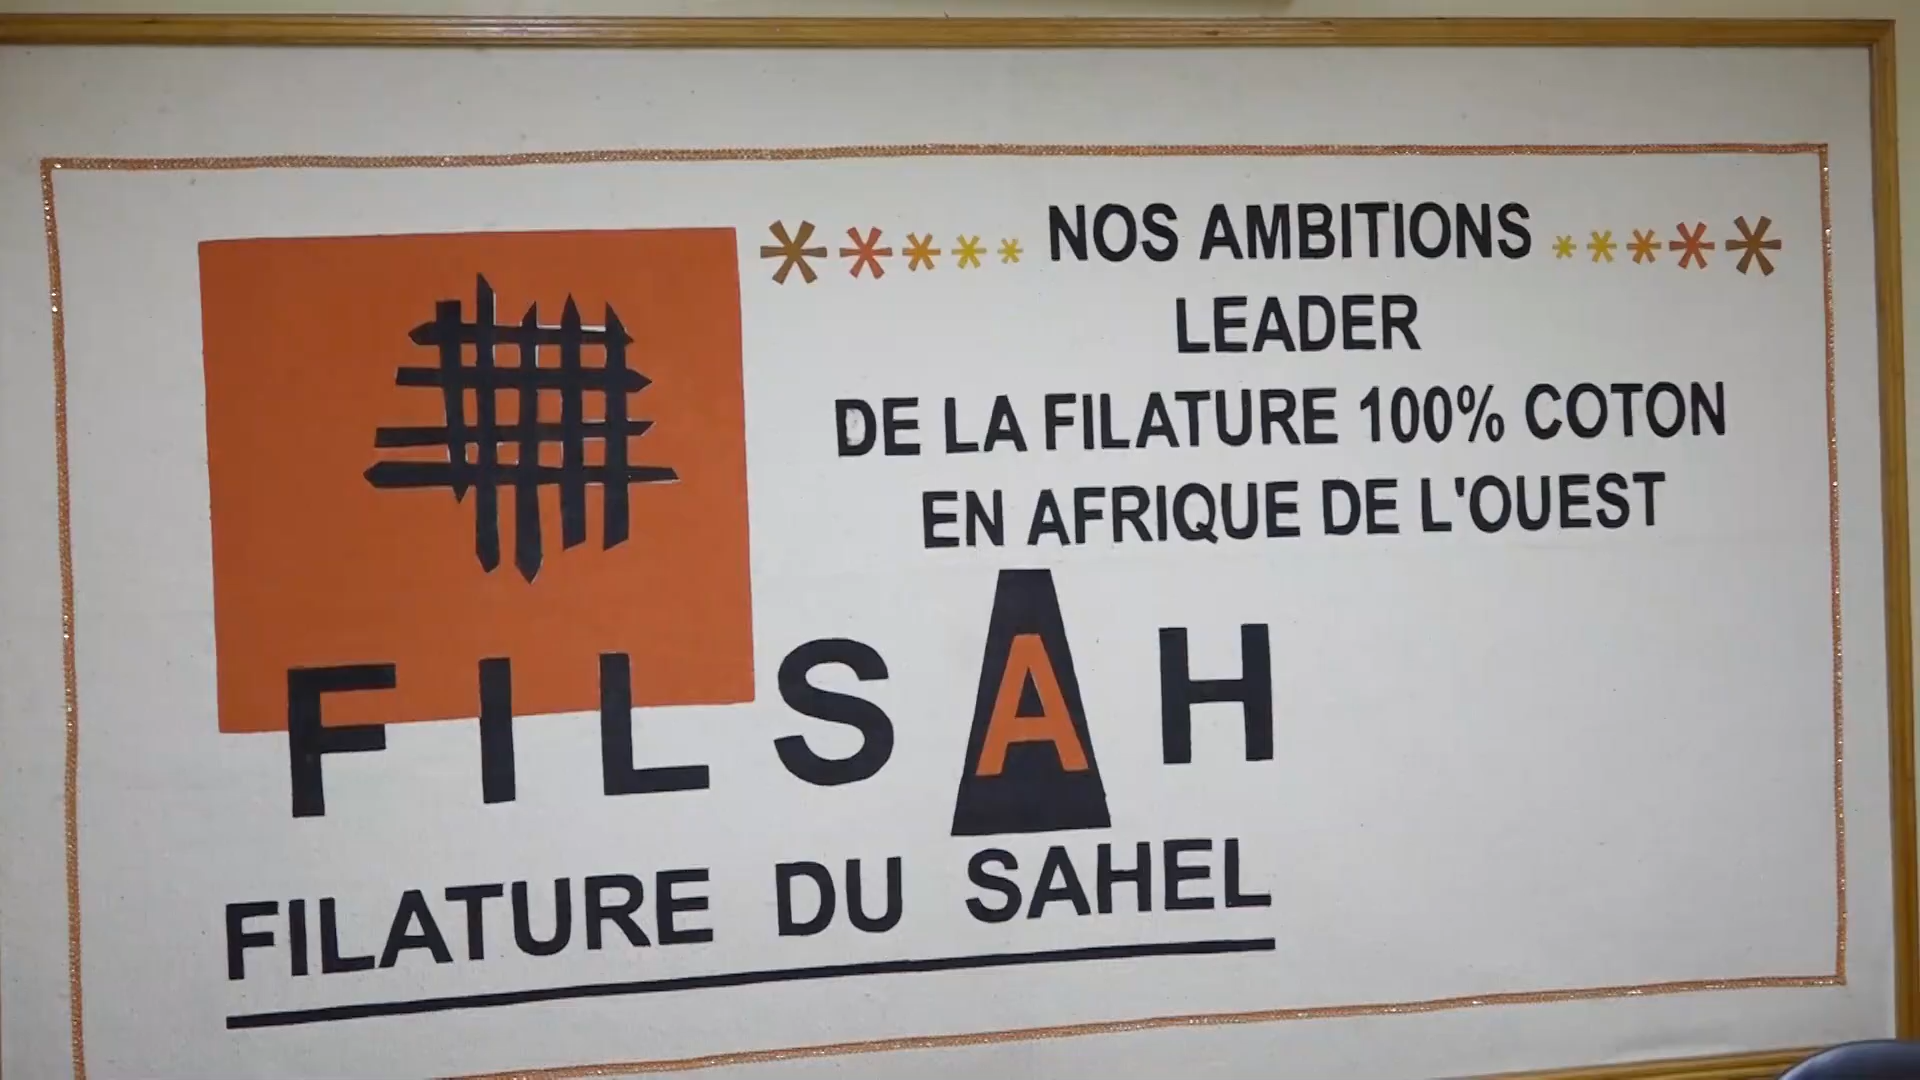 NOS AMBITIONS
LEADER
DE LA FILATURE 100% COTON
EN AFRIQUE DE L'OUEST
FILSAH
FILATURE DU SAHEL